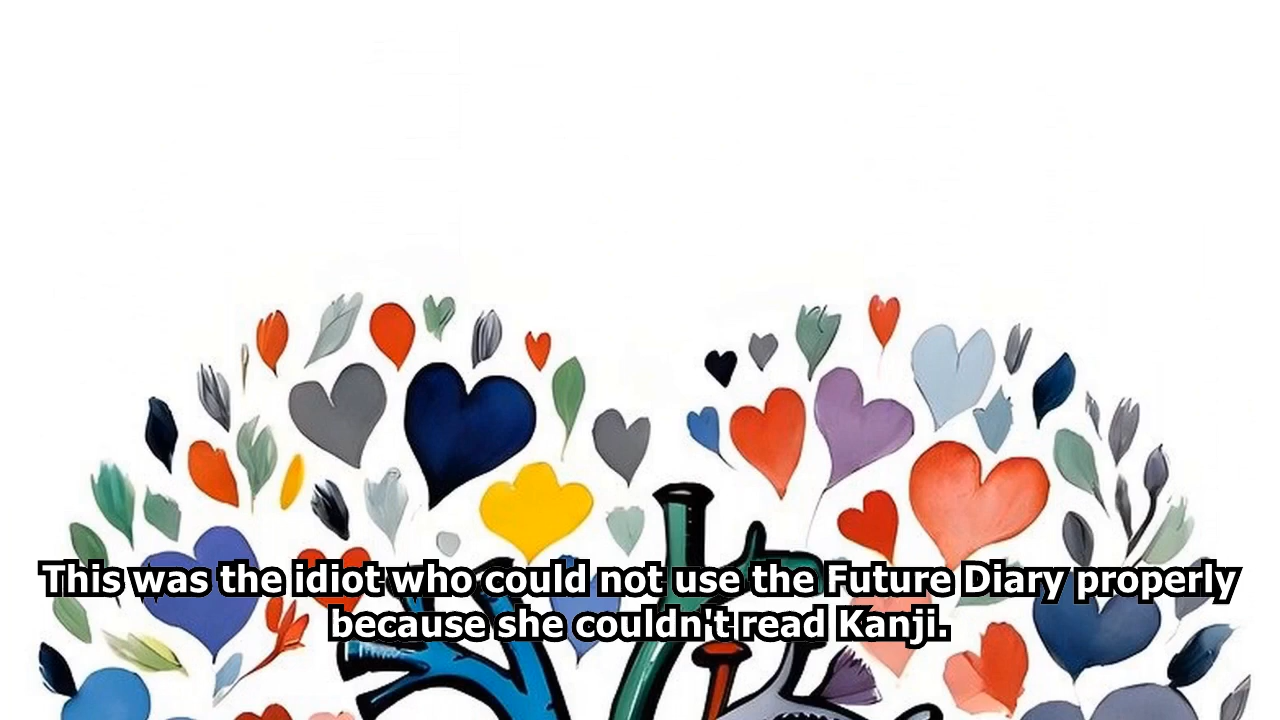 This was the idiot who could not use the Future Diary properly
because she couldn't read Kanji.